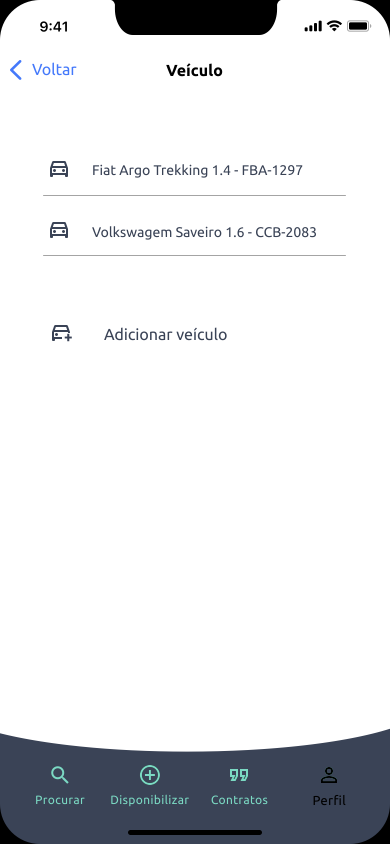 9:41
Voltar
Veículo
Fiat Argo Trekking 1.4 - FBA-1297
Volkswagem Saveiro 1.6 - CCB-2083
Adicionar veículo
Procurar
Disponibilizar
Contratos
Perfil